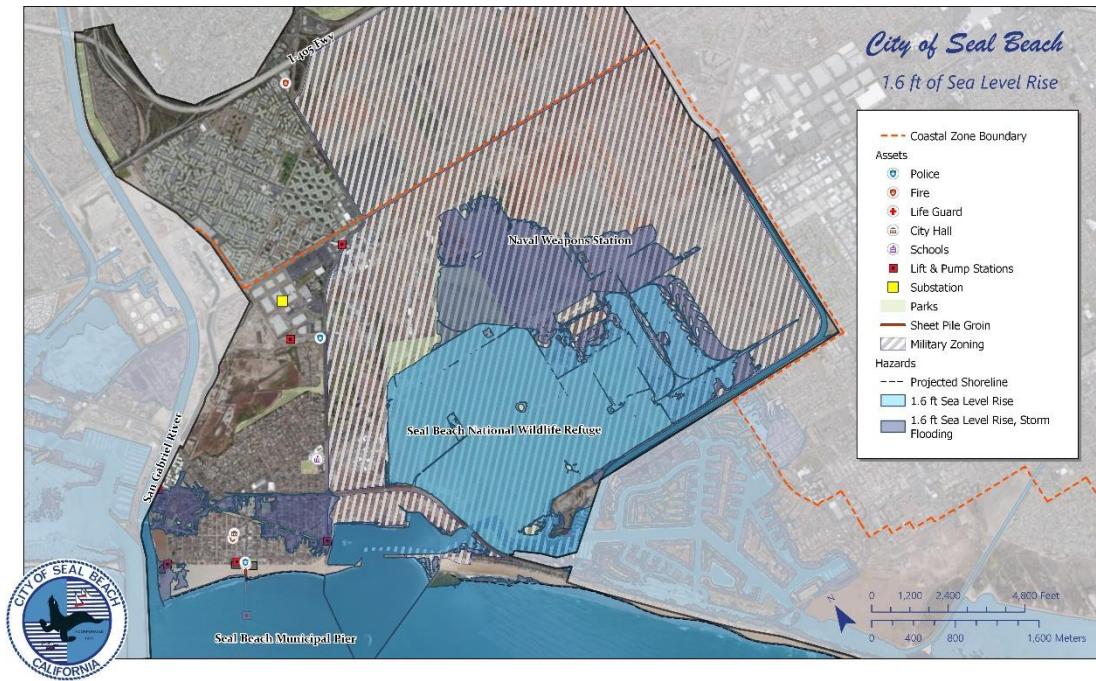 City of Seal Beach
1.6 ft of Sea Level Rise
I-405 Fwy
Coastal Zone Boundary
Assets
Police
Fire
Life Guard
City Hall
Schools
Lift & Pump Stations
Substation
Parks
Sheet Pile Groin
Military Zoning
Hazards
Projected Shoreline
1.6 ft Sea Level Rise
1.6 ft Sea Level Rise, Storm
Flooding
Naval Weapons Station
Seal Beach National Wildlife Refuge
San Gabriel River
Seal Beach Municipal Pier
N
0 1,200 2,400 4,800 Feet
0 400 800 1,600 Meters
CITY OF SEAL BEACH
CALIFORNIA